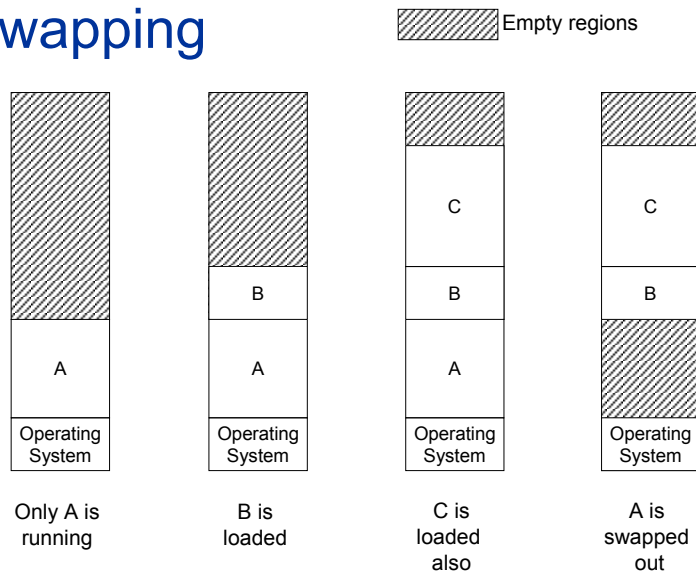 wapping
Empty regions
A
Operating
System
Only A is
running
B
A
Operating
System
B is
loaded
C
B
A
Operating
System
C is
loaded
also
C
B
Operating
System
A is
swapped
out